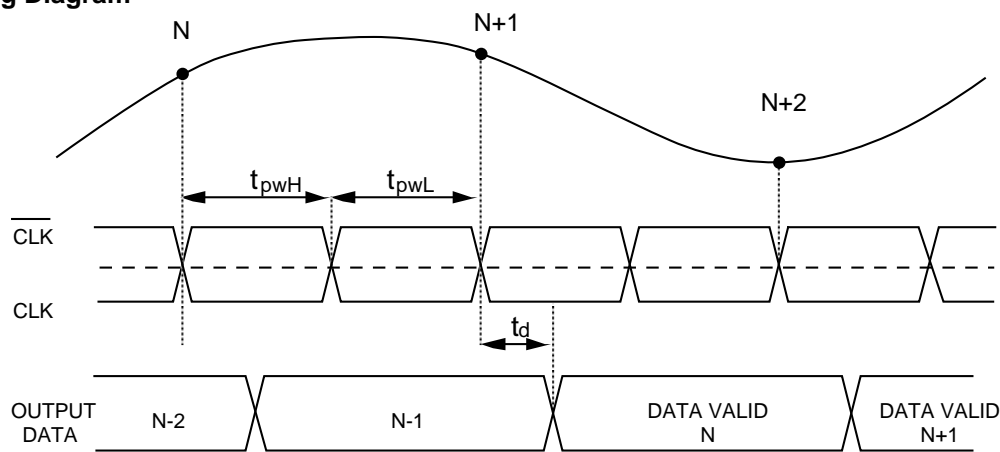 g Diagram
N
N+1
N+2
tpwH
tpwL
CLK
CLK
td
OUTPUT
DATA
N-2
N-1
DATA VALID
N
DATA VALID
N+1